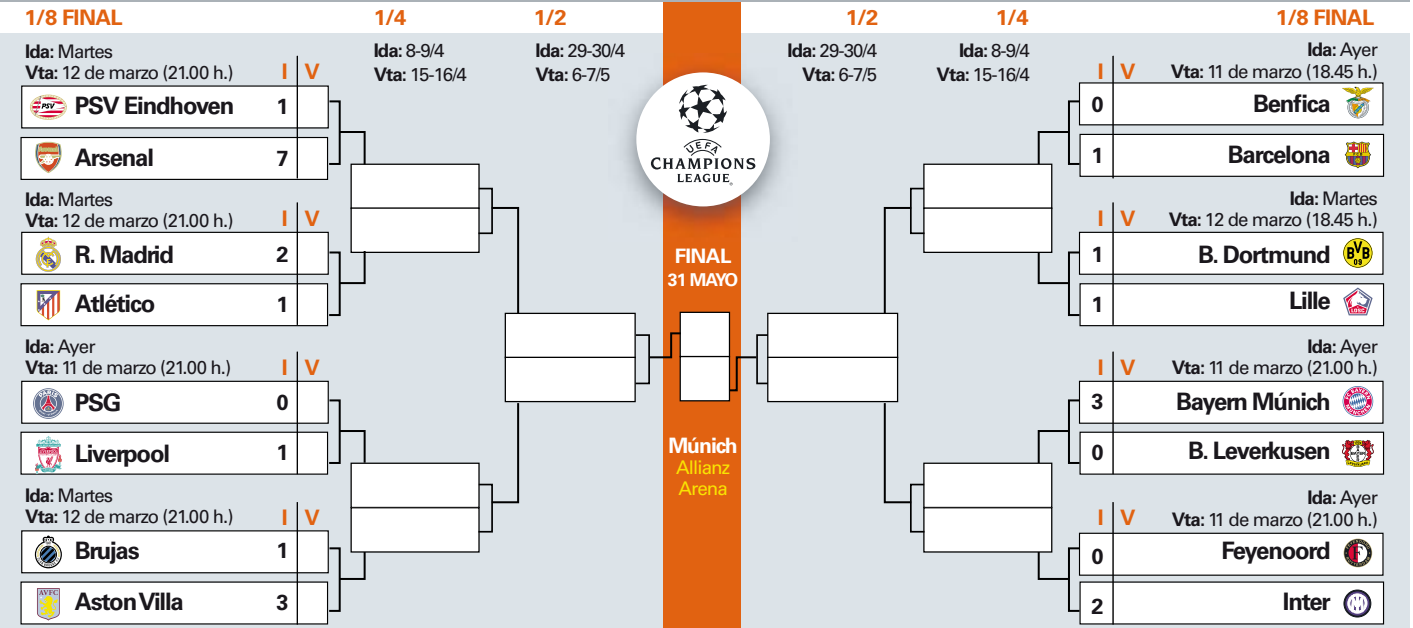 1/8 FINAL 1/4 1/2 1/2 1/4 1/8 FINAL
Ida: Martes
Vta: 12 de marzo (21.00 h.) I V
PSV Eindhoven 1
Arsenal 7
Ida: Martes
Vta: 12 de marzo (21.00 h.) I V
R. Madrid 2
Atlético 1
Ida: Ayer
Vta: 11 de marzo (21.00 h.) I V
PSG 0
Liverpool 1
Ida: Martes
Vta: 12 de marzo (21.00 h.) I V
Brujas 1
Aston Villa 3
Ida: 8-9/4
Vta: 15-16/4
Ida: 29-30/4
Vta: 6-7/5
UEFA
CHAMPIONS
LEAGUE
FINAL
31 MAYO
Múnich
Allianz
Arena
Ida: 29-30/4
Vta: 6-7/5
Ida: 8-9/4
Vta: 15-16/4
Ida: Ayer
I V Vta: 11 de marzo (18.45 h.)
0 Benfica
1 Barcelona
Ida: Martes
I V Vta: 12 de marzo (18.45 h.)
1 B. Dortmund
BVB
09
1 Lille
Ida: Ayer
I V Vta: 11 de marzo (21.00 h.)
3 Bayern Múnich
0 B. Leverkusen
Ida: Ayer
I V Vta: 11 de marzo (21.00 h.)
0 Feyenoord
2 Inter